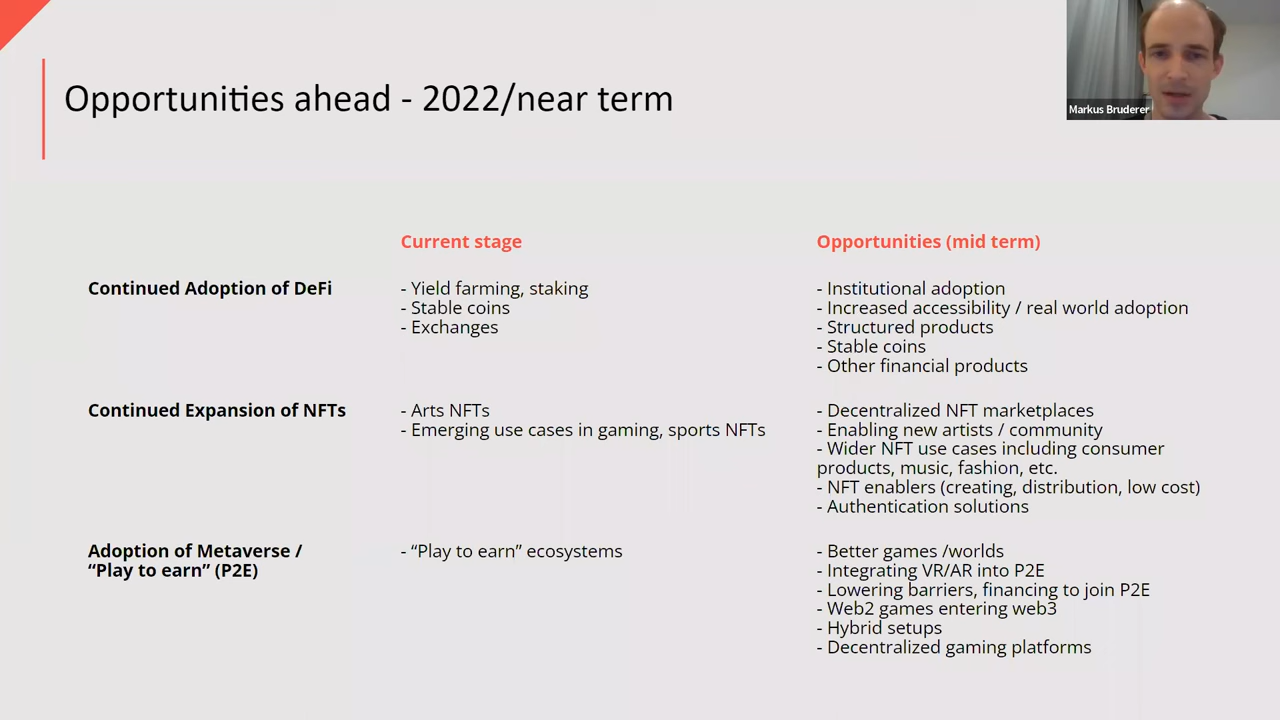 Opportunities ahead - 2022/near term
Markus Bruderer
Current stage
Opportunities (mid term)
Continued Adoption of DeFi
- Yield farming, staking
- Stable coins
- Exchanges
- Institutional adoption
- Increased accessibility / real world adoption
- Structured products
- Stable coins
- Other financial products
Continued Expansion of NFTs
- Arts NFTs
- Emerging use cases in gaming, sports NFTs
- Decentralized NFT marketplaces
- Enabling new artists / community
- Wider NFT use cases including consumer
products, music, fashion, etc.
- NFT enablers (creating, distribution, low cost)
- Authentication solutions
Adoption of Metaverse /
“Play to earn” (P2E)
- “Play to earn” ecosystems
- Better games /worlds
- Integrating VR/AR into P2E
- Lowering barriers, financing to join P2E
- Web2 games entering web3
- Hybrid setups
- Decentralized gaming platforms